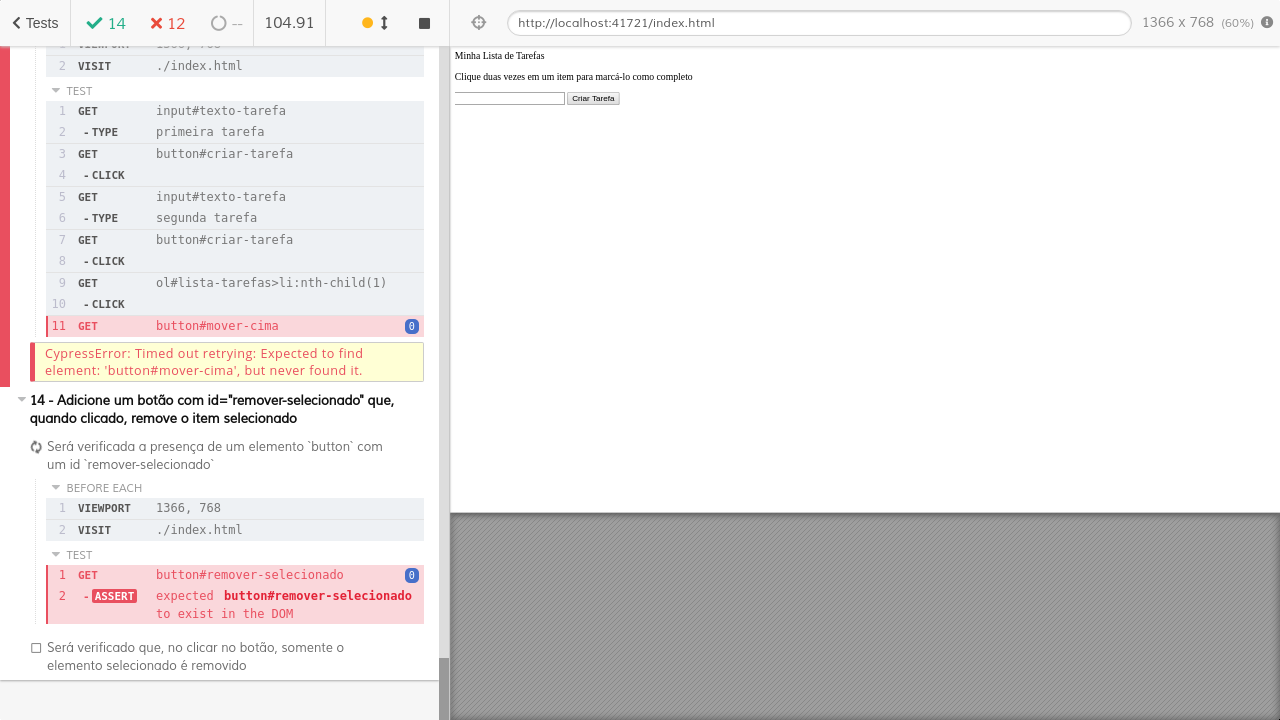 Tests 14 12 -- 104.91 http://localhost:41721/index.html 1366 x 768 (60%)
1 VIEWPORT 1366, 768
2 VISIT ./index.html
TEST
1 GET input#texto-tarefa
2 -TYPE primeira tarefa
3 GET button#criar-tarefa
4 -CLICK
5 GET input#texto-tarefa
6 -TYPE segunda tarefa
7 GET button#criar-tarefa
8 -CLICK
9 GET ol#lista-tarefas>li:nth-child(1)
10 -CLICK
11 GET button#mover-cima 0
CypressError: Timed out retrying: Expected to find
element: 'button#mover-cima', but never found it.
14 - Adicione um botão com id="remover-selecionado" que,
quando clicado, remove o item selecionado
Será verificada a presença de um elemento `button` com
um id `remover-selecionado`
BEFORE EACH
1 VIEWPORT 1366, 768
2 VISIT ./index.html
TEST
1 GET button#remover-selecionado 0
2 -ASSERT expected button#remover-selecionado
to exist in the DOM
Será verificado que, no clicar no botão, somente o
elemento selecionado é removido
Minha Lista de Tarefas
Clique duas vezes em um item para marcá-lo como completo
Criar Tarefa